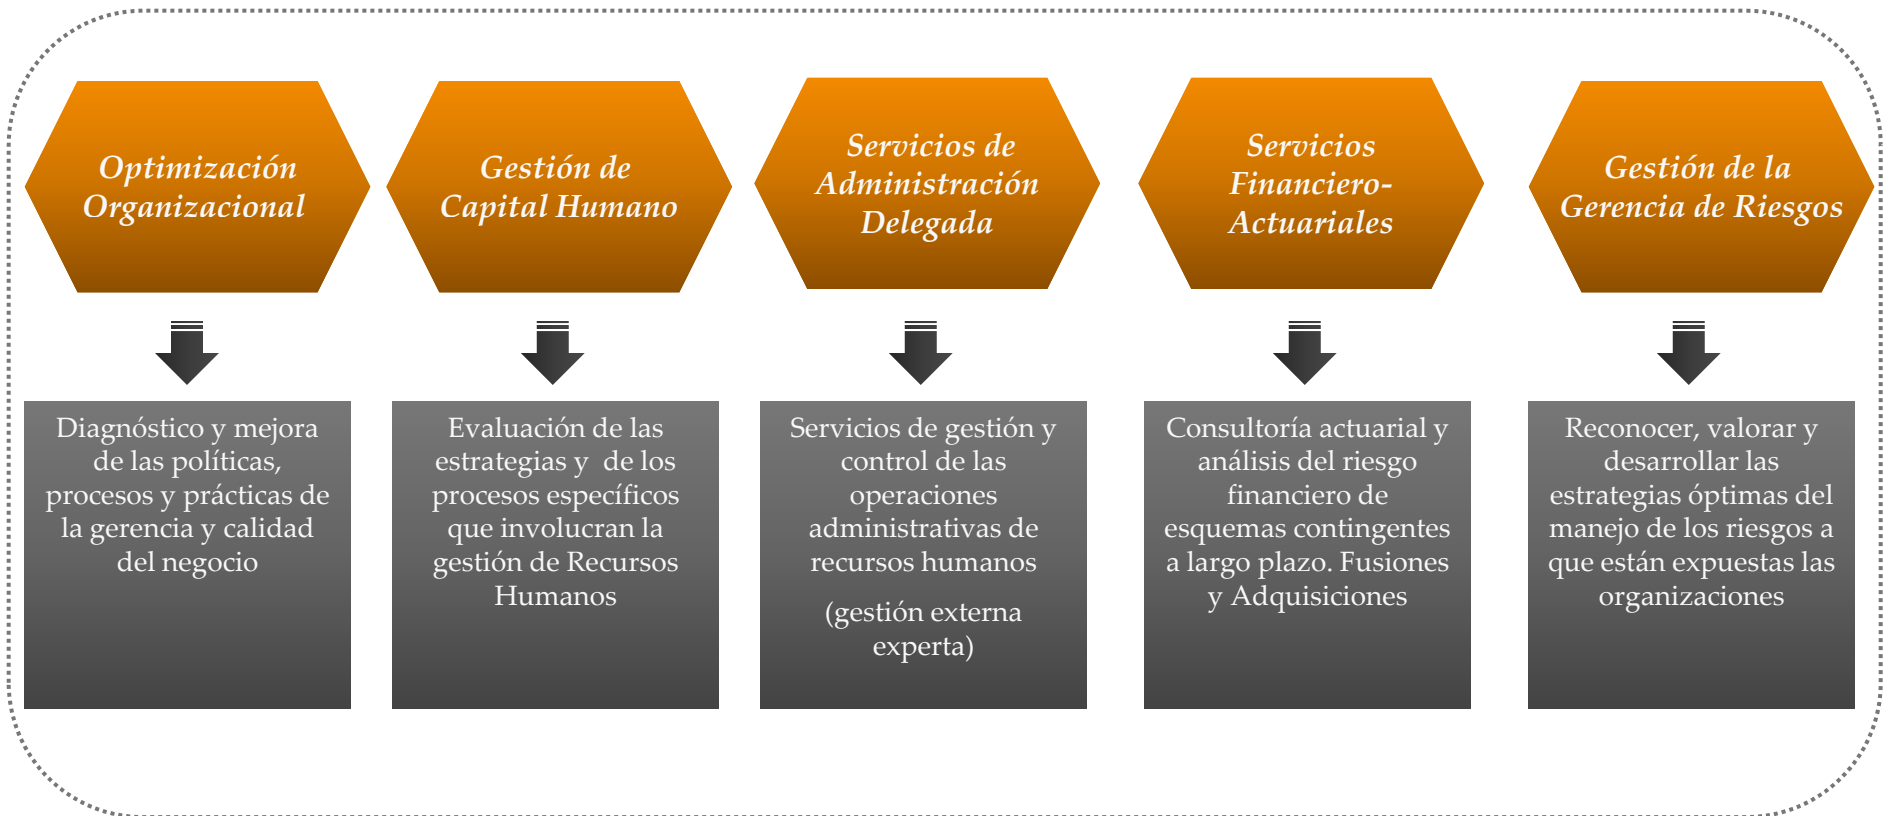 Optimización
Organizacional
Gestión de
Capital Humano
Servicios de
Administración
Delegada
Servicios
Financiero-
Actuariales
Gestión de la
Gerencia de Riesgos
Diagnóstico y mejora
de las políticas,
procesos y prácticas de
la gerencia y calidad
del negocio
Evaluación de las
estrategias y  de los
procesos específicos
que involucran la
gestión de Recursos
Humanos
Servicios de gestión y
control de las
operaciones
administrativas de
recursos humanos
(gestión externa
experta)
Consultoría actuarial y
análisis del riesgo
financiero de
esquemas contingentes
a largo plazo. Fusiones
y Adquisiciones
Reconocer, valorar y
desarrollar las
estrategias óptimas del
manejo de los riesgos a
que están expuestas las
organizaciones